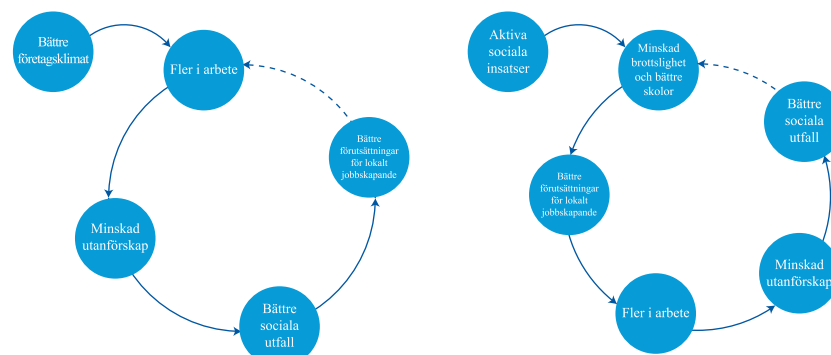 Bättre
företagsklimat
Fler i arbete
Bättre
förutsättningar
för lokalt
jobbskapande
Minskad
utanförskap
Bättre
sociala
utfall
Aktiva
sociala
insatser
Minskad
brottslighet
och bättre
skolor
Bättre
sociala
utfall
Bättre
förutsättningar
för lokalt
jobbskapande
Minskad
utanförskap
Fler i arbete